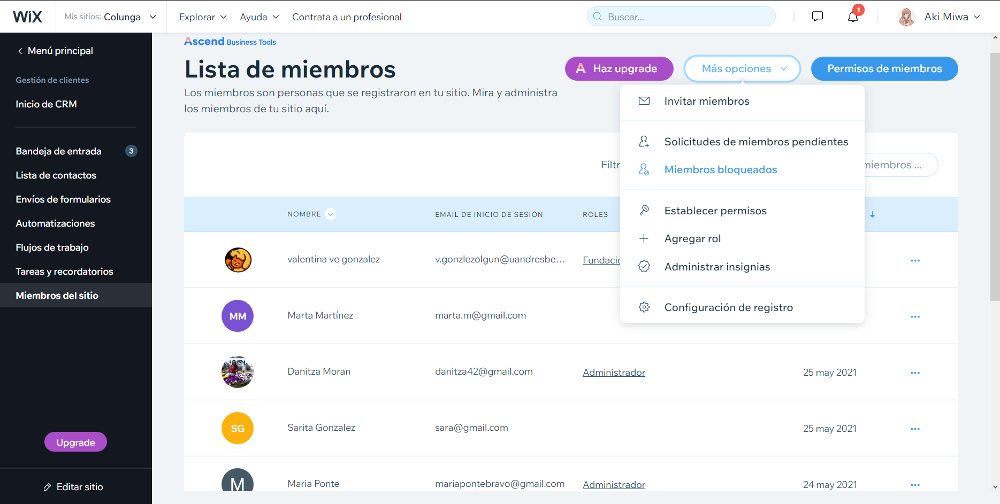 WiX
Mis sitios: Colunga
Explorar
Ayuda
Contrata a un profesional
Buscar...
1
Aki Miwa
Menú principal
Gestión de clientes
Inicio de CRM
Bandeja de entrada 3
Lista de contactos
Envíos de formularios
Automatizaciones
Flujos de trabajo
Tareas y recordatorios
Miembros del sitio
Upgrade
Editar sitio
Ascend Business Tools
Lista de miembros
Los miembros son personas que se registraron en tu sitio. Mira y administra
los miembros de tu sitio aquí.
A Haz upgrade
Más opciones
Permisos de miembros
Invitar miembros
Solicitudes de miembros pendientes
Miembros bloqueados
Establecer permisos
Agregar rol
Administrar insignias
Configuración de registro
Filtr
miembros ...
NOMBRE
EMAIL DE INICIO DE SESIÓN
ROLES
valentina ve gonzalez v.gonzlezolgun@uandresbe... Fundacio
MM Marta Martínez marta.m@gmail.com
Danitza Moran danitza42@gmail.com Administrador 25 may 2021
SG Sarita Gonzalez sara@gmail.com 25 may 2021
M Maria Ponte mariapontebravo@gmail.com Administrador 24 may 2021